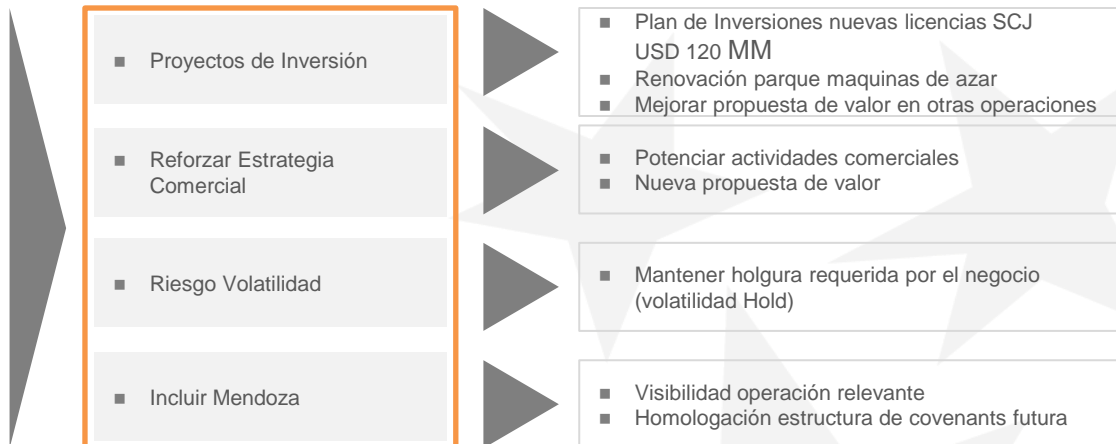 ■ Proyectos de Inversión
■ Plan de Inversiones nuevas licencias SCJ
USD 120 MM
■ Renovación parque maquinas de azar
■ Mejorar propuesta de valor en otras operaciones
■ Reforzar Estrategia
Comercial
■ Potenciar actividades comerciales
■ Nueva propuesta de valor
■ Riesgo Volatilidad
■ Mantener holgura requerida por el negocio
(volatilidad Hold)
■ Incluir Mendoza
■ Visibilidad operación relevante
■ Homologación estructura de covenants futura